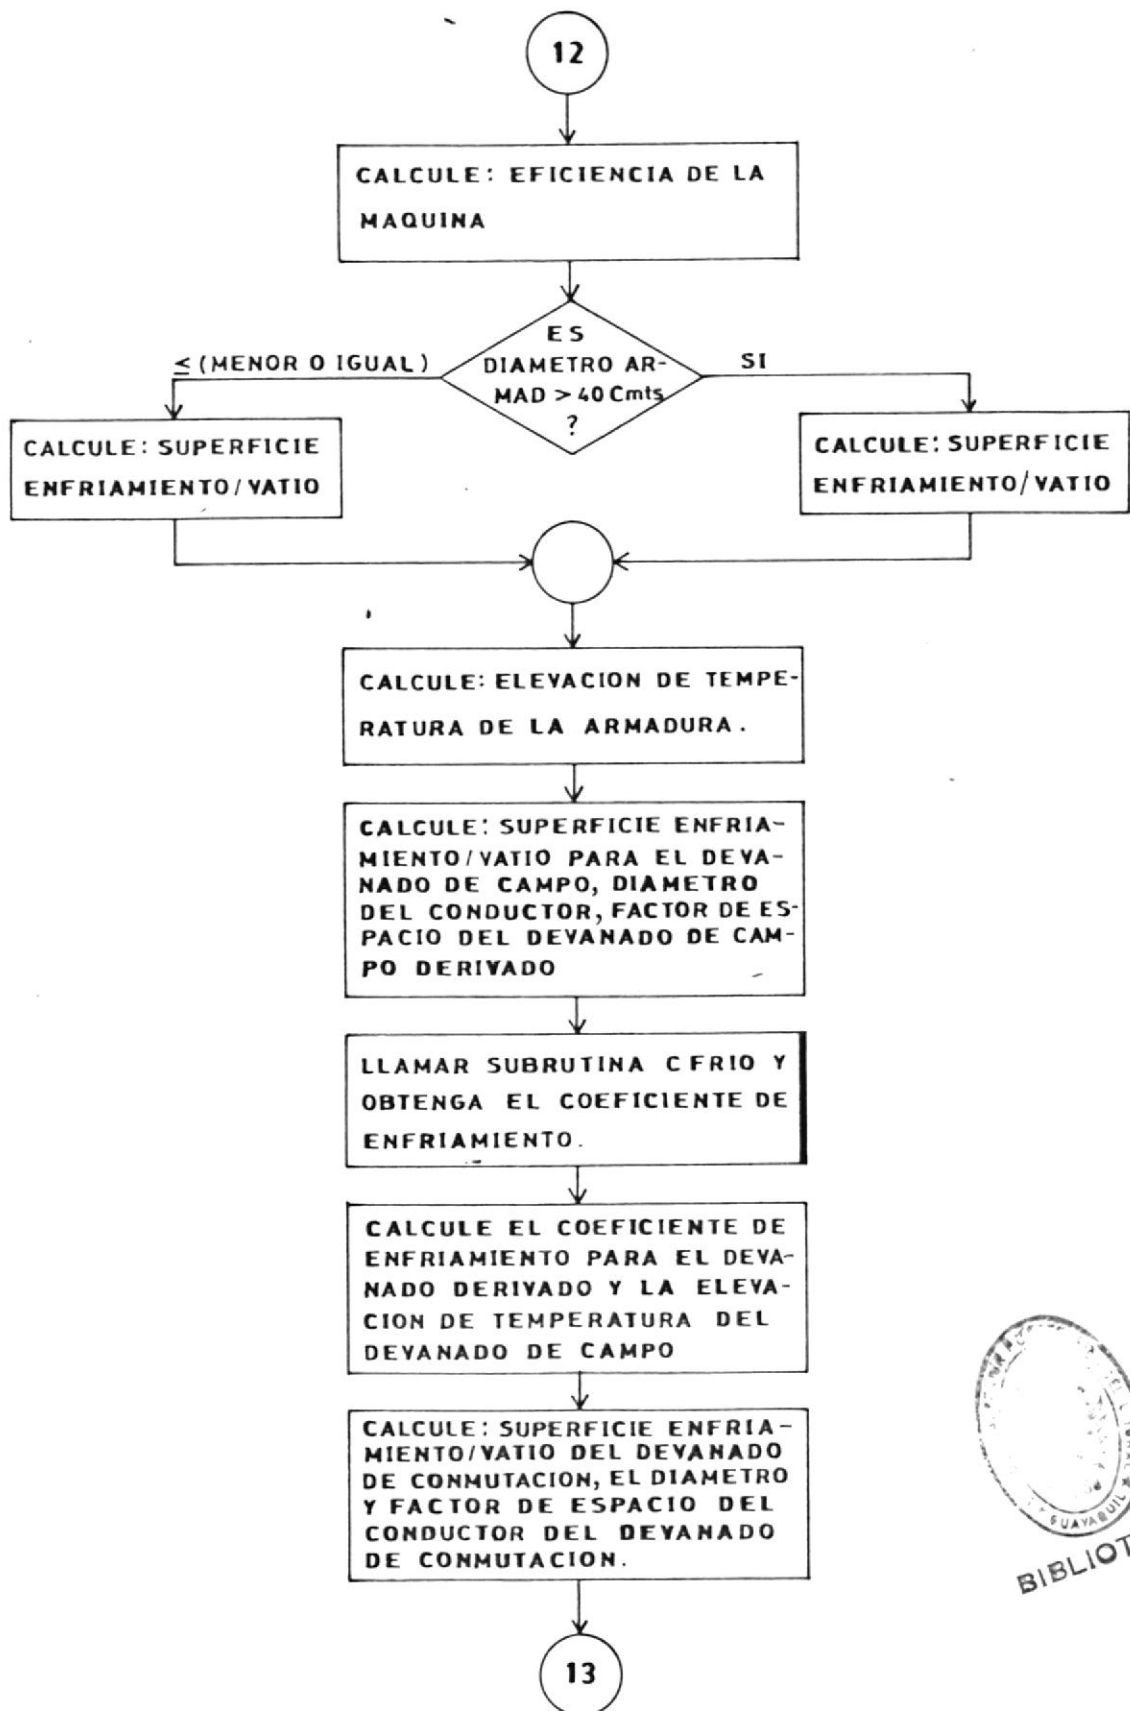 12
CALCULE: EFICIENCIA DE LA
MAQUINA
ES
DIAMETRO AR-
MAD > 40 Cmts
?
≤ (MENOR O IGUAL)
SI
CALCULE: SUPERFICIE
ENFRIAMIENTO/VATIO
CALCULE: SUPERFICIE
ENFRIAMIENTO/VATIO
CALCULE: ELEVACION DE TEMPE-
RATURA DE LA ARMADURA.
CALCULE: SUPERFICIE ENFRIA-
MIENTO/VATIO PARA EL DEVA-
NADO DE CAMPO, DIAMETRO
DEL CONDUCTOR, FACTOR DE ES-
PACIO DEL DEVANADO DE CAM-
PO DERIVADO
LLAMAR SUBRUTINA CFRIO Y
OBTENGA EL COEFICIENTE DE
ENFRIAMIENTO.
CALCULE EL COEFICIENTE DE
ENFRIAMIENTO PARA EL DEVA-
NADO DERIVADO Y LA ELEVA-
CION DE TEMPERATURA DEL
DEVANADO DE CAMPO
CALCULE: SUPERFICIE ENFRIA-
MIENTO/VATIO DEL DEVANADO
DE CONMUTACION, EL DIAMETRO
Y FACTOR DE ESPACIO DEL
CONDUCTOR DEL DEVANADO
DE CONMUTACION.
13
GUAYAQUIL
BIBLIOT